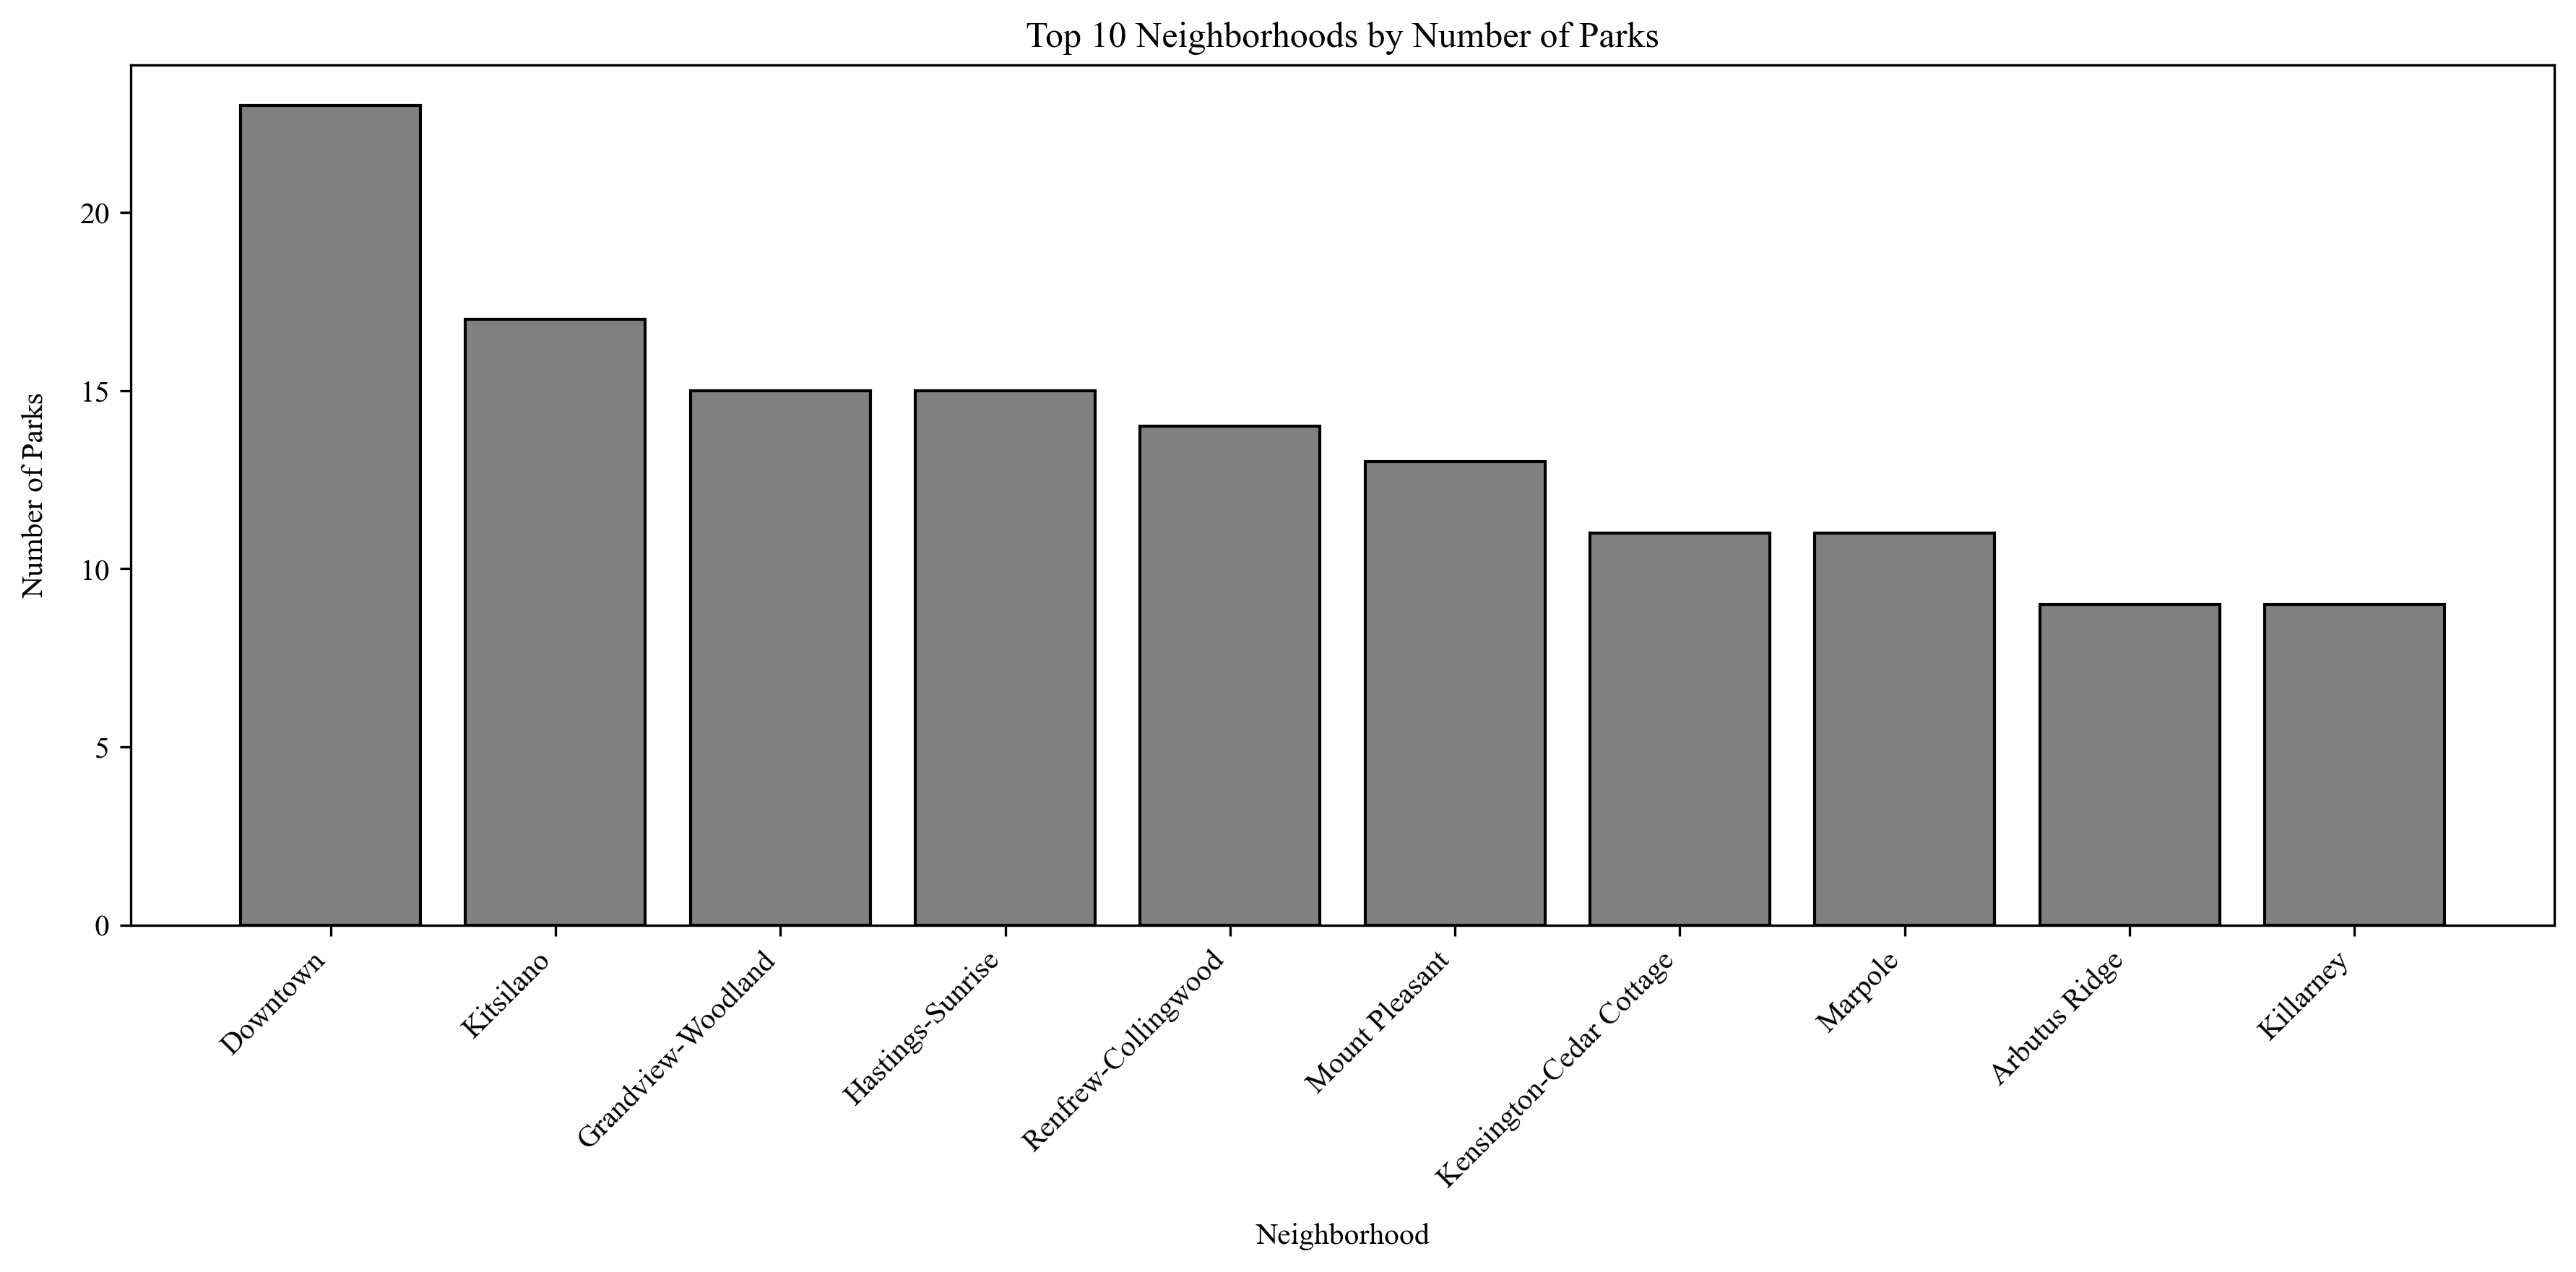 Top 10 Neighborhoods by Number of Parks
Number of Parks
20
15
10
5
0
Downtown
Kitsilano
Grandview-Woodland
Hastings-Sunrise
Renfrew-Collingwood
Mount Pleasant
Kensington-Cedar Cottage
Marpole
Arbutus Ridge
Killarney
Neighborhood